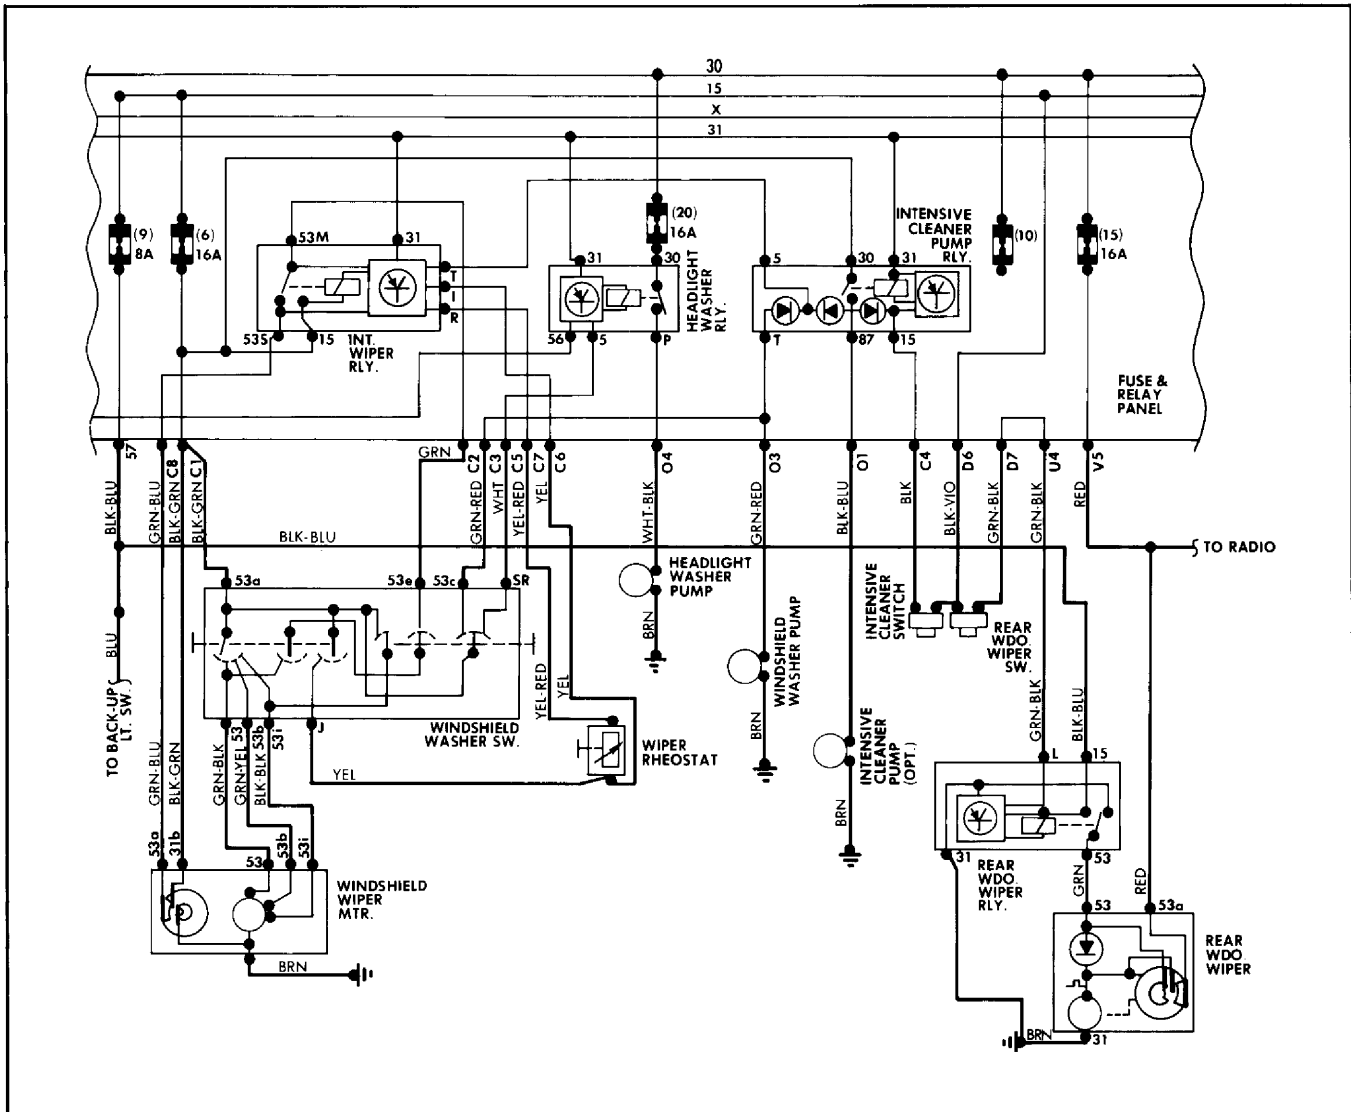 30
15
X
31
(9)
8A
(6)
16A
53M
31
T
I
R
53S
15
INT.
WIPER
RLY.
(20)
16A
31
30
56
5
P
HEADLIGHT
WASHER
RLY.
INTENSIVE
CLEANER
PUMP
RLY.
5
30
31
T
87
15
(10)
(15)
16A
FUSE &
RELAY
PANEL
57
C8
C1
GRN
C2
C3
C5
C7
C6
O4
O3
O1
C4
D6
D7
U4
V5
BLK-BLU
GRN-BLU
BLK-GRN
BLK-GRN
GRN-RED
WHT
YEL-RED
YEL
WHT-BLK
GRN-RED
BLK-BLU
BLK
BLK-VIO
GRN-BLK
GRN-BLK
RED
BLK-BLU
TO RADIO
53a
53e
53c
SR
HEADLIGHT
WASHER
PUMP
BRN
BLU
TO BACK-UP
LT. SW.
53
53b
53i
J
WINDSHIELD
WASHER SW.
YEL-RED
YEL
WIPER
RHEOSTAT
YEL
WINDSHIELD
WASHER PUMP
BRN
INTENSIVE
CLEANER
SWITCH
REAR
WDO.
WIPER
SW.
INTENSIVE
CLEANER
PUMP
(OPT.)
BRN
GRN-BLK
BLK-BLU
L
15
31
53
REAR
WDO.
WIPER
RLY.
GRN
RED
53
53a
REAR
WDO.
WIPER
31
BRN
GRN-BLU
BLK-GRN
GRN-BLK
GRN-YEL
BLK-BLK
53a
31b
53
53b
53i
WINDSHIELD
WIPER
MTR.
BRN